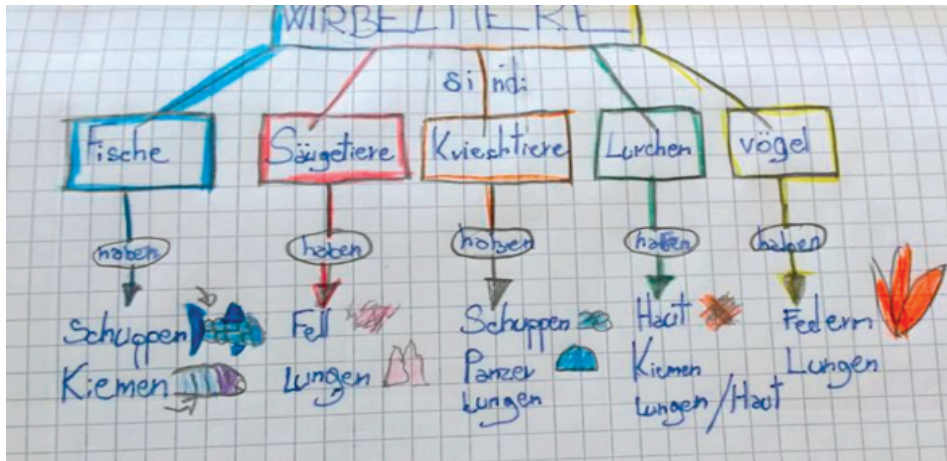 WIRBELTIERE
sind:
Fische Säugetiere Kriechtiere Lurchen Vögel
haben haben haben haben haben
Schuppen Fell Schuppen Haut Federn
Kiemen Lungen Panzer Kiemen Lungen
Lungen Lungen/Haut